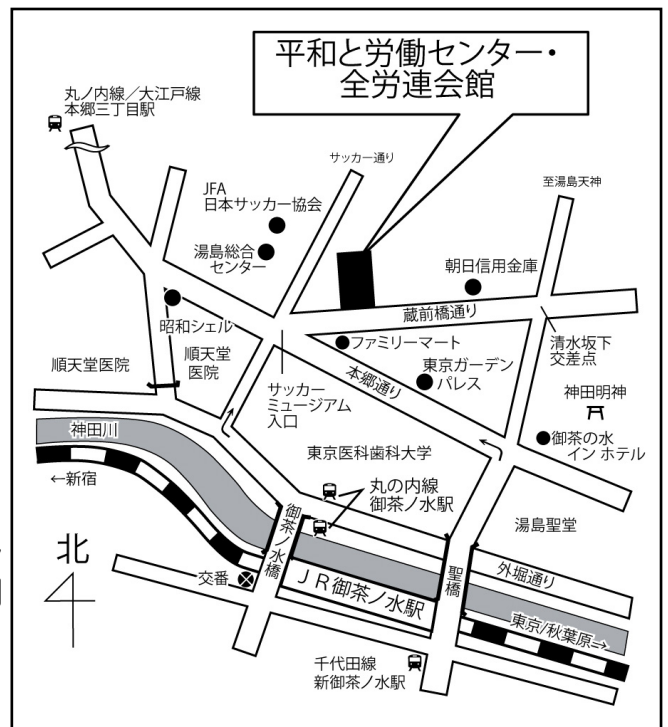 平和と労働センター・
全労連会館
丸ノ内線／大江戸線
本郷三丁目駅
サッカー通り
至湯島天神
JFA
日本サッカー協会
湯島総合
センター
朝日信用金庫
昭和シェル
蔵前橋通り
ファミリーマート
清水坂下
交差点
順天堂医院
順天堂
医院
サッカー
ミュージアム
入口
本郷通り
東京ガーデン
パレス
神田明神
御茶の水
イン ホテル
神田川
東京医科歯科大学
←新宿
丸の内線
御茶ノ水駅
湯島聖堂
北
御茶ノ水橋
聖橋
外堀通り
交番
ＪＲ御茶ノ水駅
東京/秋葉原→
千代田線
新御茶ノ水駅